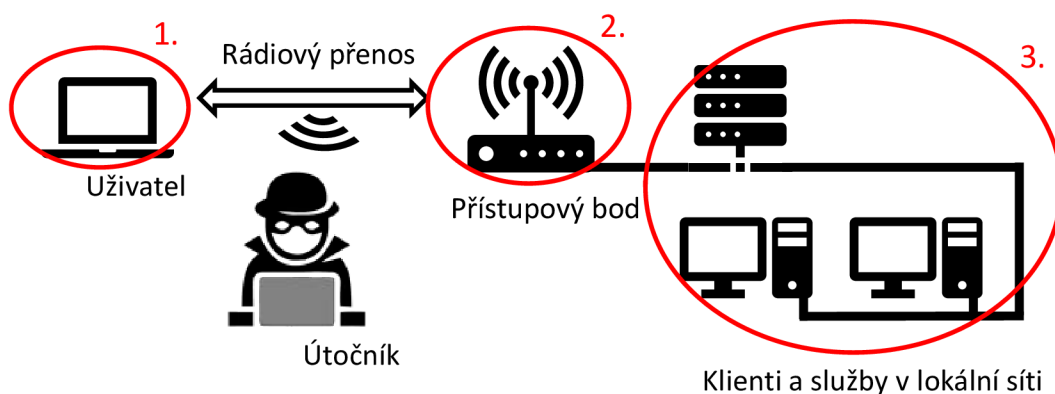 1.
Rádiový přenos
2.
3.
Uživatel
Přístupový bod
Útočník
Klienti a služby v lokální síti